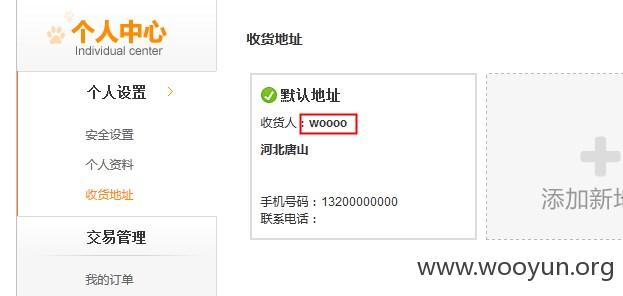 个人中心
Individual center
个人设置
安全设置
个人资料
收货地址
交易管理
我的订单
收货地址
默认地址
收货人：woooo
河北唐山
手机号码：13200000000
联系电话：
添加新地
www.wooyun.org